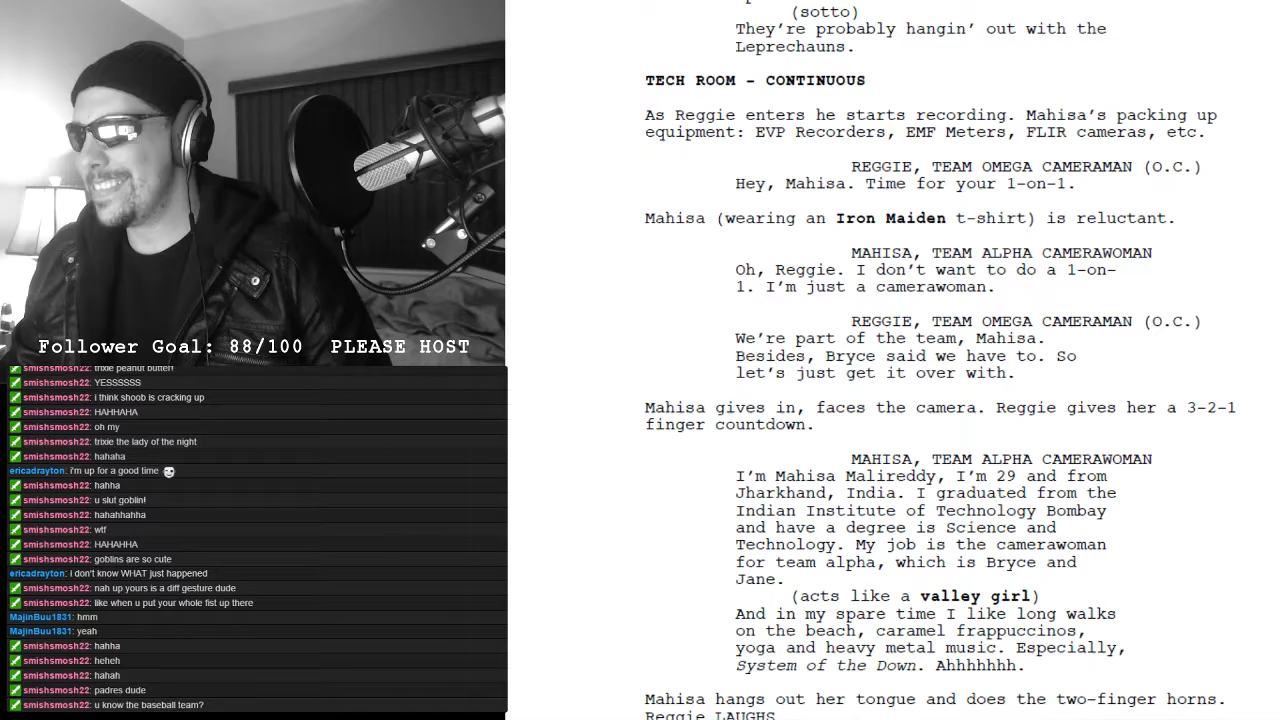 (sotto)
They're probably hangin' out with the
Leprechauns.
TECH ROOM - CONTINUOUS
As Reggie enters he starts recording. Mahisa's packing up
equipment: EVP Recorders, EMF Meters, FLIR cameras, etc.
REGGIE, TEAM OMEGA CAMERAMAN (O.C.)
Hey, Mahisa. Time for your 1-on-1.
Mahisa (wearing an Iron Maiden t-shirt) is reluctant.
MAHISA, TEAM ALPHA CAMERAWOMAN
Oh, Reggie. I don't want to do a 1-on-
1. I'm just a camerawoman.
REGGIE, TEAM OMEGA CAMERAMAN (O.C.)
We're part of the team, Mahisa.
Besides, Bryce said we have to. So
let's just get it over with.
Mahisa gives in, faces the camera. Reggie gives her a 3-2-1
finger countdown.
MAHISA, TEAM ALPHA CAMERAWOMAN
I'm Mahisa Malireddy, I'm 29 and from
Jharkhand, India. I graduated from the
Indian Institute of Technology Bombay
and have a degree is Science and
Technology. My job is the camerawoman
for team alpha, which is Bryce and
Jane.
(acts like a valley girl)
And in my spare time I like long walks
on the beach, caramel frappuccinos,
yoga and heavy metal music. Especially,
System of the Down. Ahhhhhhh.
Mahisa hangs out her tongue and does the two-finger horns.
Reggie LAUGHS
Follower Goal: 88/100 PLEASE HOST
smishsmosh22: trixie peanut butter!
smishsmosh22: YESSSSSS
smishsmosh22: i think shoob is cracking up
smishsmosh22: HAHHAHA
smishsmosh22: oh my
smishsmosh22: trixie the lady of the night
smishsmosh22: hahaha
ericadrayton: i'm up for a good time
smishsmosh22: hahha
smishsmosh22: u slut goblin!
smishsmosh22: hahahhahha
smishsmosh22: wtf
smishsmosh22: HAHAHHA
smishsmosh22: goblins are so cute
ericadrayton: i don't know WHAT just happened
smishsmosh22: nah up yours is a diff gesture dude
smishsmosh22: like when u put your whole fist up there
MajinBuu1831: hmm
MajinBuu1831: yeah
smishsmosh22: hahha
smishsmosh22: heheh
smishsmosh22: hahah
smishsmosh22: padres dude
smishsmosh22: u know the baseball team?